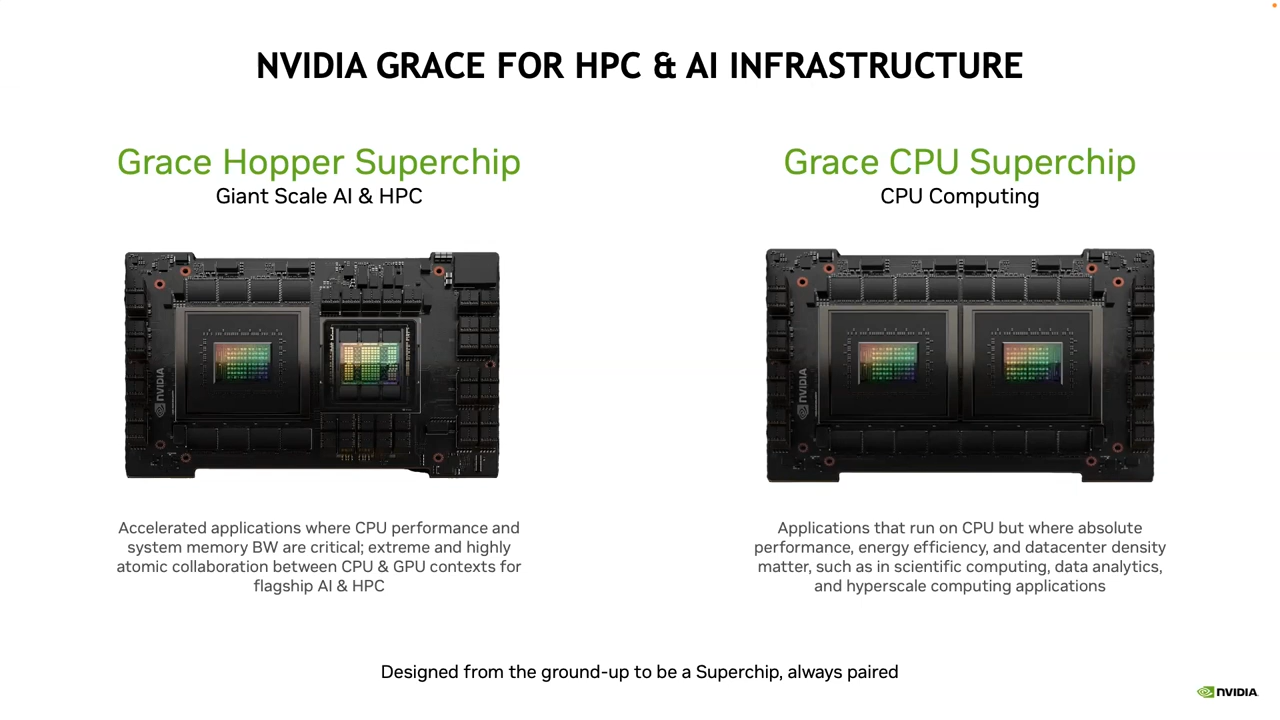 NVIDIA GRACE FOR HPC & AI INFRASTRUCTURE
Grace Hopper Superchip
Giant Scale AI & HPC
NVIDIA
Accelerated applications where CPU performance and
system memory BW are critical; extreme and highly
atomic collaboration between CPU & GPU contexts for
flagship AI & HPC
Grace CPU Superchip
CPU Computing
NVIDIA
Applications that run on CPU but where absolute
performance, energy efficiency, and datacenter density
matter, such as in scientific computing, data analytics,
and hyperscale computing applications
Designed from the ground-up to be a Superchip, always paired
NVIDIA